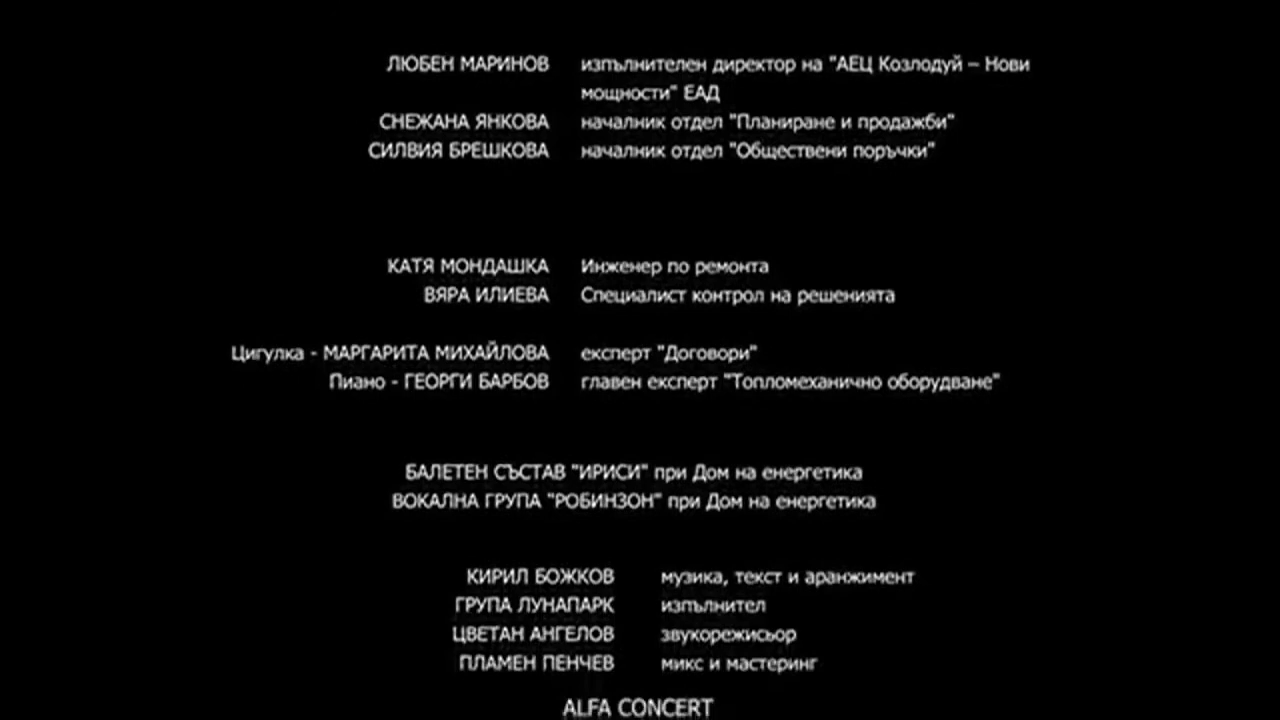 ЛЮБЕН МАРИНОВ изпълнителен директор на "АЕЦ Козлодуй – Нови
мощности" ЕАД
СНЕЖАНА ЯНКОВА началник отдел "Планиране и продажби"
СИЛВИЯ БРЕШКОВА началник отдел "Обществени поръчки"
КАТЯ МОНДАШКА Инженер по ремонта
ВЯРА ИЛИЕВА Специалист контрол на решенията
Цигулка - МАРГАРИТА МИХАЙЛОВА експерт "Договори"
Пиано - ГЕОРГИ БАРБОВ главен експерт "Топломеханично оборудване"
БАЛЕТЕН СЪСТАВ "ИРИСИ" при Дом на енергетика
ВОКАЛНА ГРУПА "РОБИНЗОН" при Дом на енергетика
КИРИЛ БОЖКОВ музика, текст и аранжимент
ГРУПА ЛУНАПАРК изпълнител
ЦВЕТАН АНГЕЛОВ звукорежисьор
ПЛАМЕН ПЕНЧЕВ микс и мастеринг
ALFA CONCERT